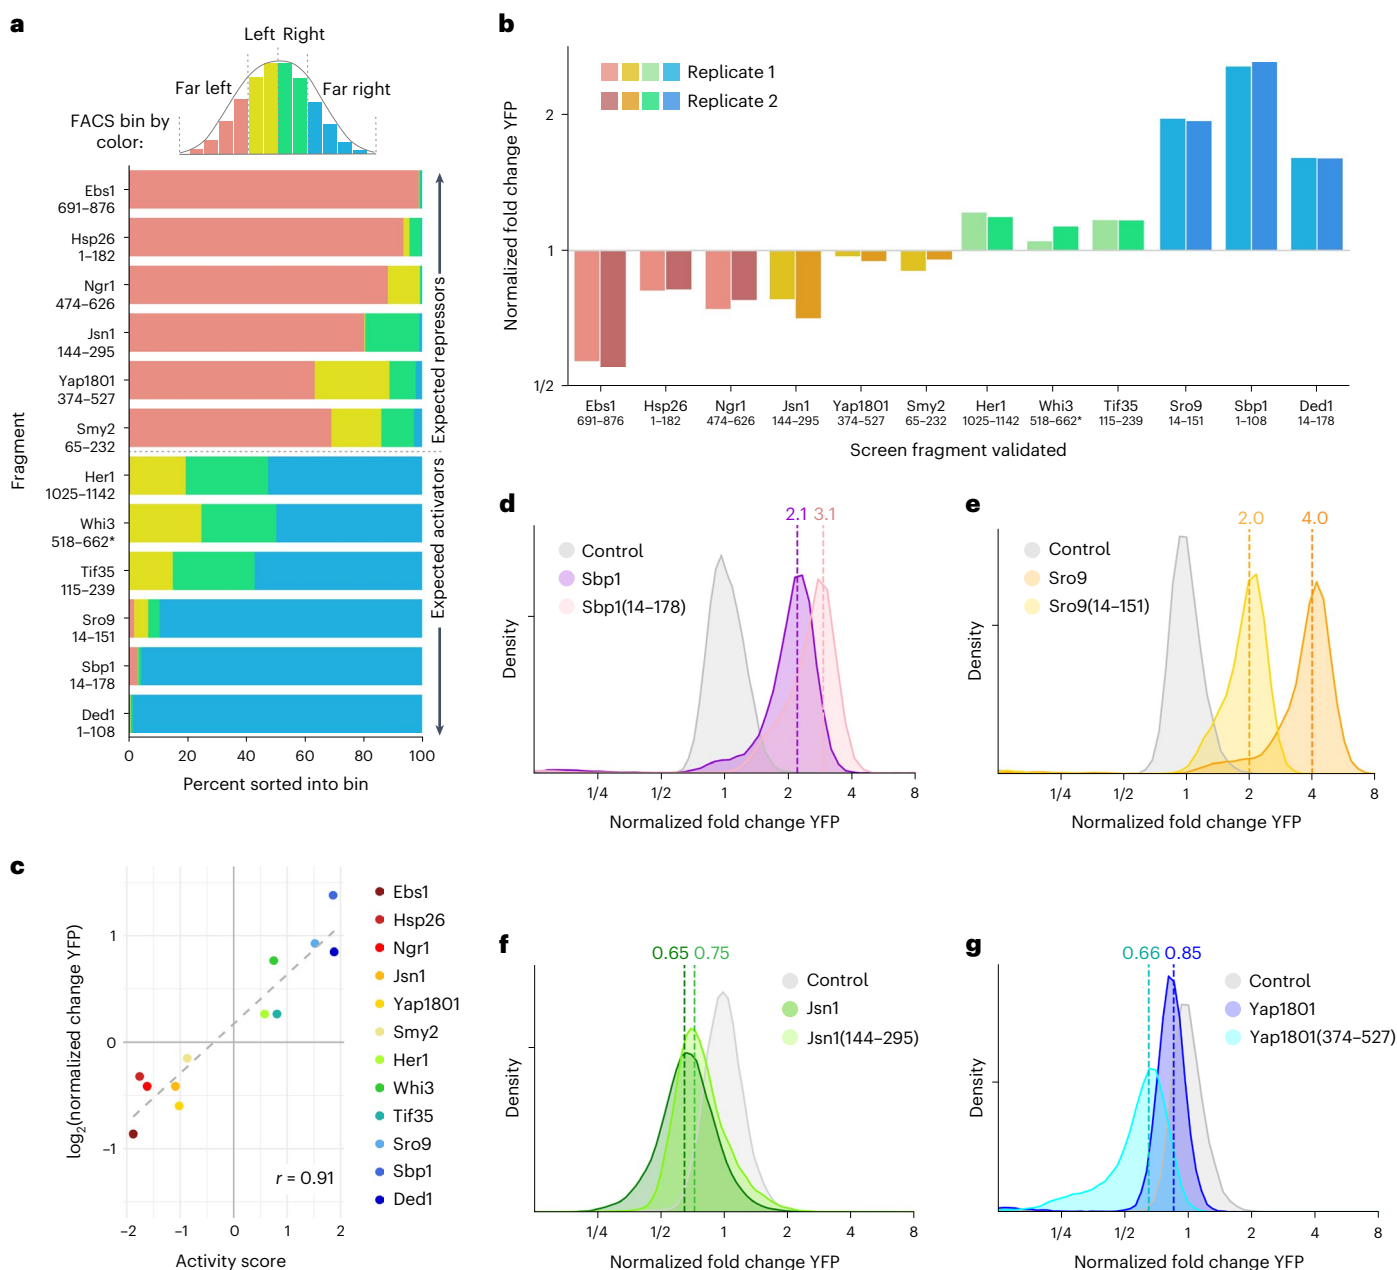 a
Left Right
Far left
Far right
FACS bin by
color:
Fragment
Ebs1
691–876
Hsp26
1–182
Ngr1
474–626
Jsn1
144–295
Yap1801
374–527
Smy2
65–232
Her1
1025–1142
Whi3
518–662*
Tif35
115–239
Sro9
14–151
Sbp1
14–178
Ded1
1–108
Expected repressors
Expected activators
0 20 40 60 80 100
Percent sorted into bin
b
Replicate 1
Replicate 2
Normalized fold change YFP
2
1
1/2
Ebs1 Hsp26 Ngr1 Jsn1 Yap1801 Smy2 Her1 Whi3 Tif35 Sro9 Sbp1 Ded1
691–876 1–182 474–626 144–295 374–527 65–232 1025–1142 518–662* 115–239 14–151 1–108 14–178
Screen fragment validated
c
log2(normalized change YFP)
1
0
–1
–2 –1 0 1 2
Activity score
r = 0.91
Ebs1
Hsp26
Ngr1
Jsn1
Yap1801
Smy2
Her1
Whi3
Tif35
Sro9
Sbp1
Ded1
d
2.1 3.1
Control
Sbp1
Sbp1(14–178)
Density
1/4 1/2 1 2 4 8
Normalized fold change YFP
e
2.0 4.0
Control
Sro9
Sro9(14–151)
Density
1/4 1/2 1 2 4 8
Normalized fold change YFP
f
0.65 0.75
Control
Jsn1
Jsn1(144–295)
Density
1/4 1/2 1 2 4 8
Normalized fold change YFP
g
0.66 0.85
Control
Yap1801
Yap1801(374–527)
Density
1/4 1/2 1 2 4 8
Normalized fold change YFP